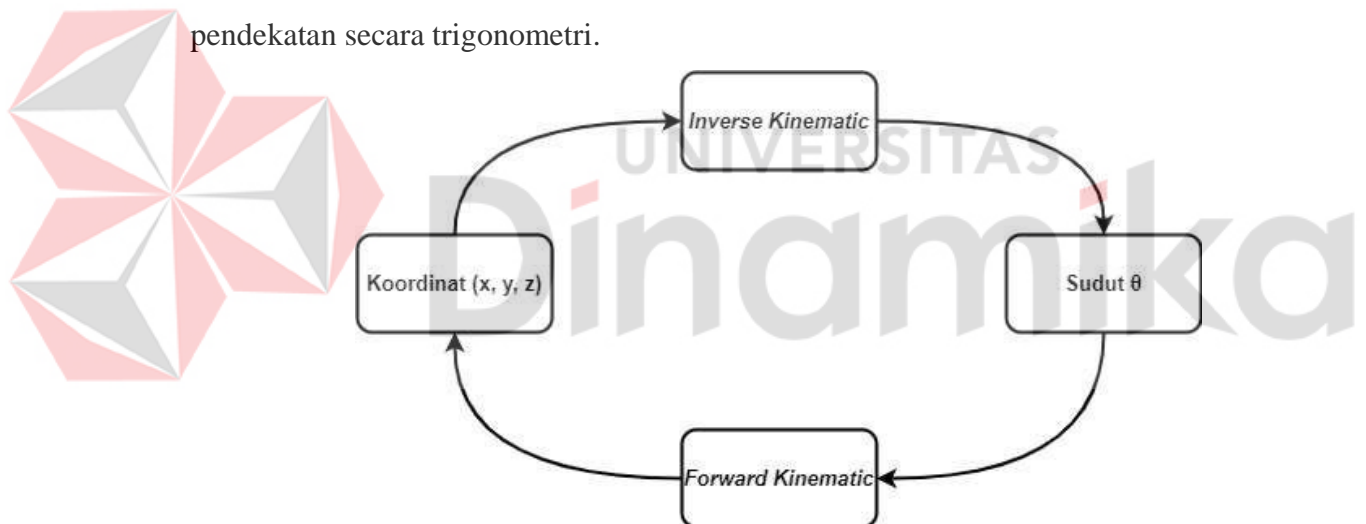 pendekatan secara trigonometri.
Inverse Kinematic
UNIVERSITAS
Dinamika
Koordinat (x, y, z)
Sudut θ
Forward Kinematic